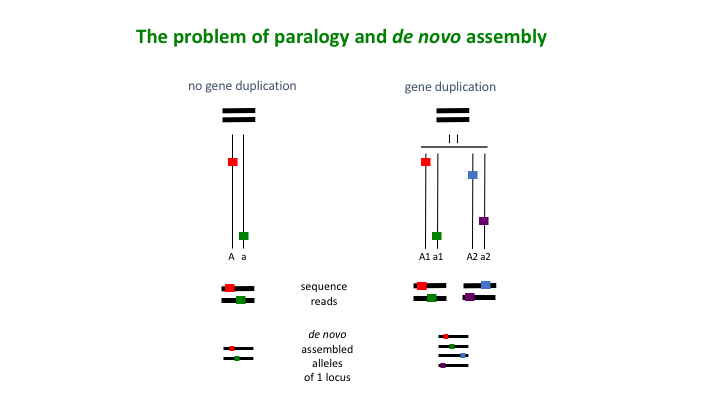 The problem of paralogy and de novo assembly
no gene duplication
gene duplication
A a
A1 a1 A2 a2
sequence
reads
de novo
assembled
alleles
of 1 locus